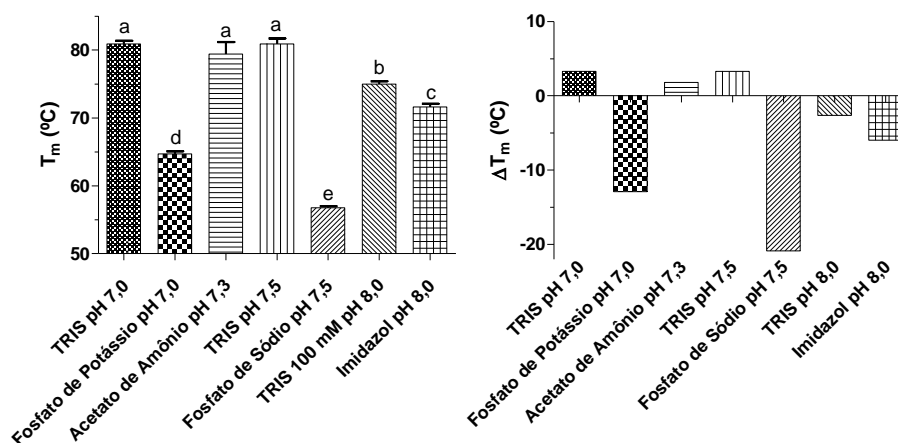 a
a
a
b
c
d
e
80
70
60
50
Tm (ºC)
TRIS pH 7,0
Fosfato de Potássio pH 7,0
Acetato de Amônio pH 7,3
TRIS pH 7,5
Fosfato de Sódio pH 7,5
TRIS 100 mM pH 8,0
Imidazol pH 8,0
10
0
-10
-20
ΔTm (ºC)
TRIS pH 7,0
Fosfato de Potássio pH 7,0
Acetato de Amônio pH 7,3
TRIS pH 7,5
Fosfato de Sódio pH 7,5
TRIS pH 8,0
Imidazol pH 8,0